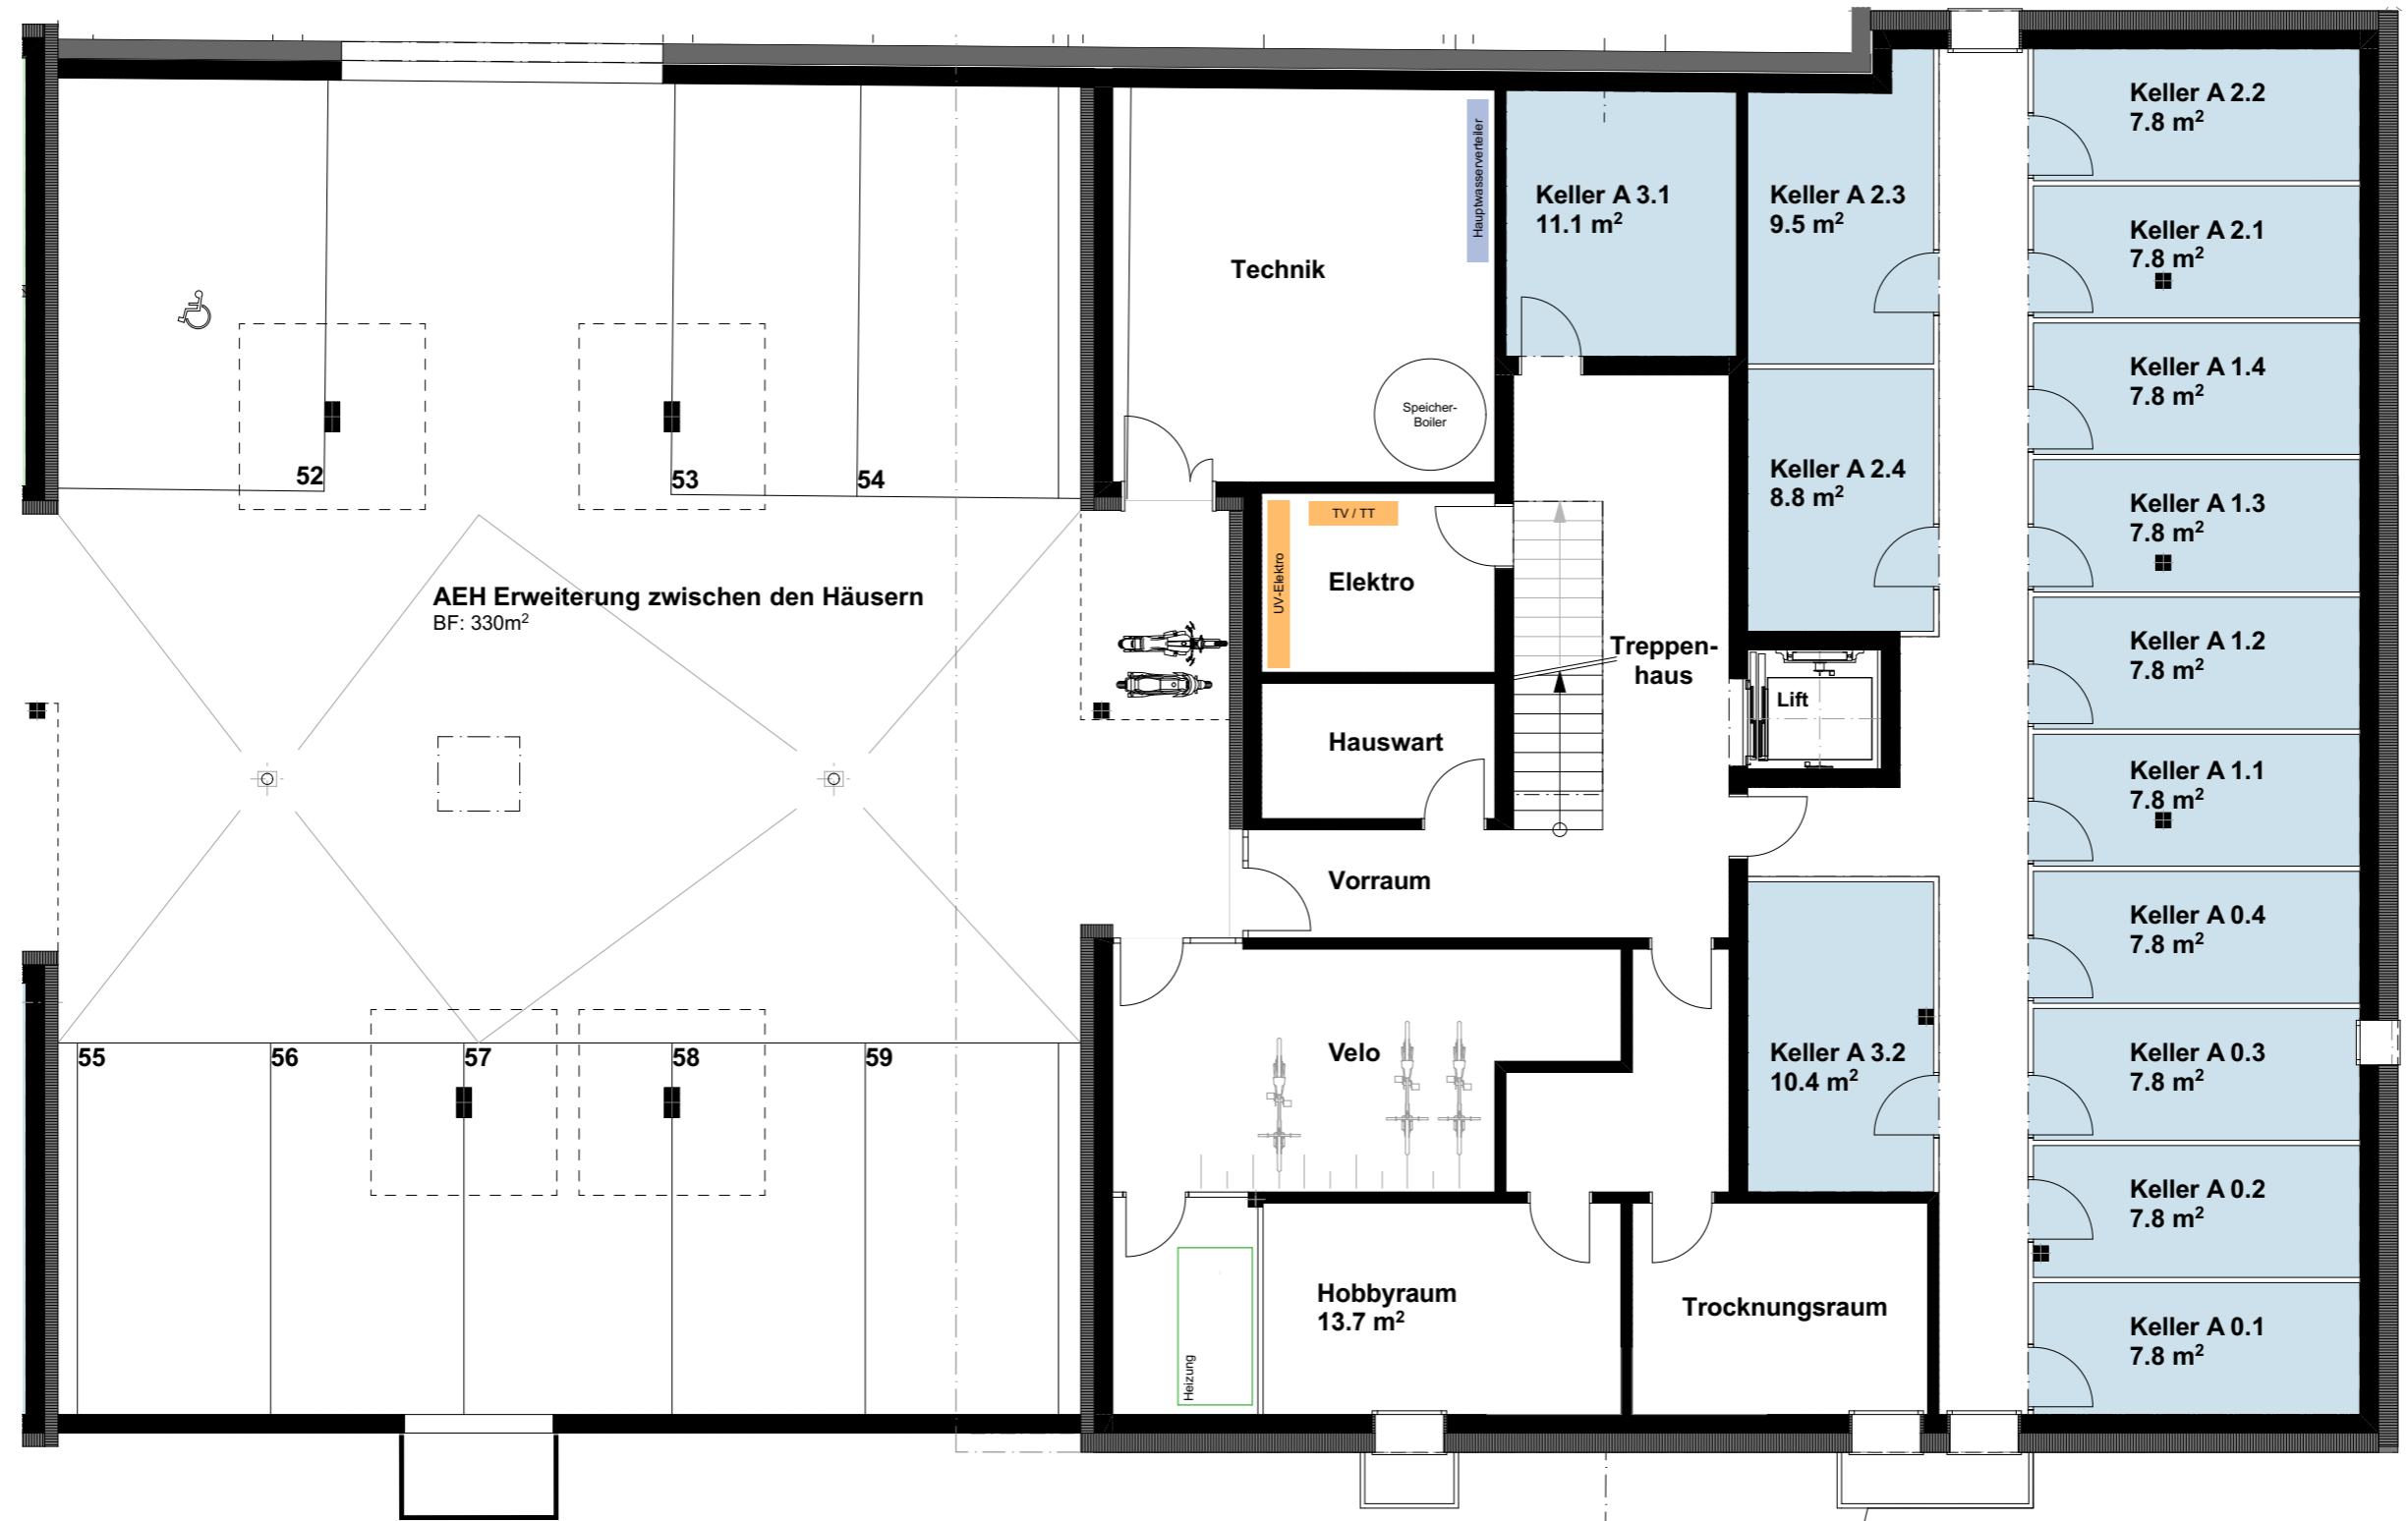 Keller A 2.2
7.8 m²
Keller A 3.1
11.1 m²
Keller A 2.3
9.5 m²
Hauptwasserverteiler
Keller A 2.1
7.8 m²
Technik
Keller A 1.4
7.8 m²
Speicher-
Boiler
52
53
54
Keller A 2.4
8.8 m²
Keller A 1.3
7.8 m²
TV / TT
UV-Elektro
Elektro
AEH Erweiterung zwischen den Häusern
BF: 330m²
Treppen-
haus
Keller A 1.2
7.8 m²
Lift
Hauswart
Keller A 1.1
7.8 m²
Vorraum
Keller A 0.4
7.8 m²
55
56
57
58
59
Velo
Keller A 3.2
10.4 m²
Keller A 0.3
7.8 m²
Keller A 0.2
7.8 m²
Heizung
Hobbyraum
13.7 m²
Trocknungsraum
Keller A 0.1
7.8 m²